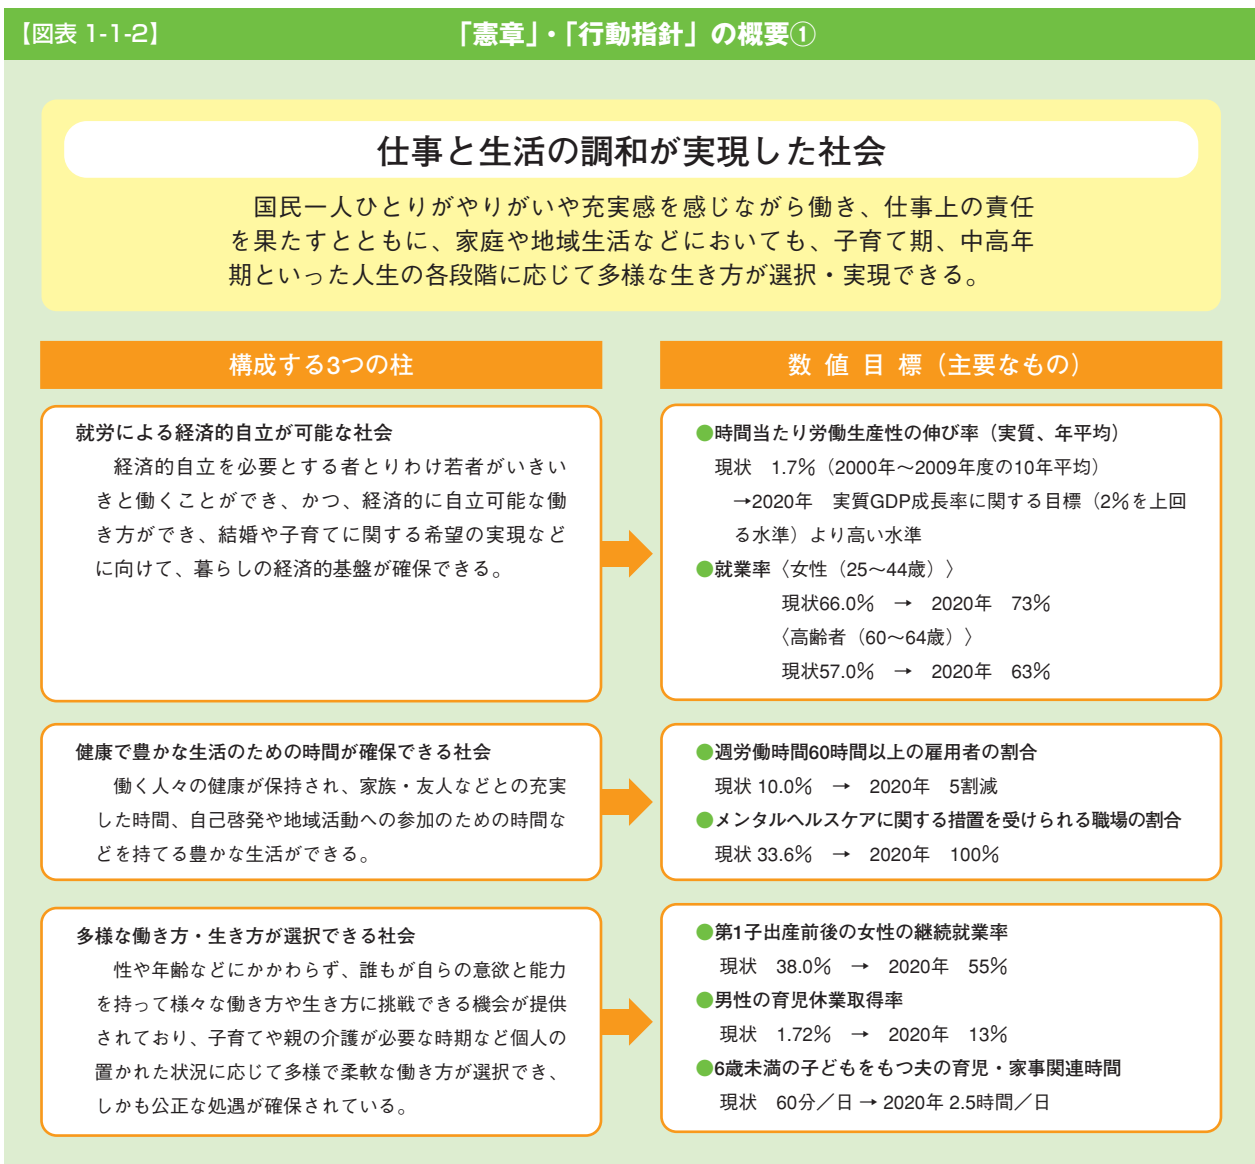 【図表 1-1-2】 「憲章」・「行動指針」の概要①
仕事と生活の調和が実現した社会
国民一人ひとりがやりがいや充実感を感じながら働き、仕事上の責任
を果たすとともに、家庭や地域生活などにおいても、子育て期、中高年
期といった人生の各段階に応じて多様な生き方が選択・実現できる。
構成する3つの柱
就労による経済的自立が可能な社会
経済的自立を必要とする者とりわけ若者がいきい
きと働くことができ、かつ、経済的に自立可能な働
き方ができ、結婚や子育てに関する希望の実現など
に向けて、暮らしの経済的基盤が確保できる。
数値目標（主要なもの）
●時間当たり労働生産性の伸び率（実質、年平均）
現状　1.7％（2000年～2009年度の10年平均）
→2020年　実質GDP成長率に関する目標（2％を上回
る水準）より高い水準
●就業率〈女性（25～44歳）〉
現状66.0％　→　2020年　73％
〈高齢者（60～64歳）〉
現状57.0％　→　2020年　63％
健康で豊かな生活のための時間が確保できる社会
働く人々の健康が保持され、家族・友人などとの充実
した時間、自己啓発や地域活動への参加のための時間な
どを持てる豊かな生活ができる。
●週労働時間60時間以上の雇用者の割合
現状 10.0％　→　2020年　5割減
●メンタルヘルスケアに関する措置を受けられる職場の割合
現状 33.6％　→　2020年　100％
多様な働き方・生き方が選択できる社会
性や年齢などにかかわらず、誰もが自らの意欲と能力
を持って様々な働き方や生き方に挑戦できる機会が提供
されており、子育てや親の介護が必要な時期など個人の
置かれた状況に応じて多様で柔軟な働き方が選択でき、
しかも公正な処遇が確保されている。
●第1子出産前後の女性の継続就業率
現状　38.0％　→　2020年　55％
●男性の育児休業取得率
現状　1.72％　→　2020年　13％
●6歳未満の子どもをもつ夫の育児・家事関連時間
現状　60分／日 → 2020年 2.5時間／日